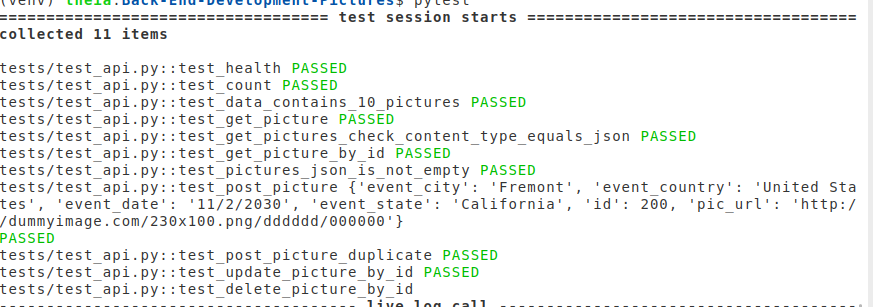 (venv) theia:Back-End-Development-Pictures$ pytest
=================================== test session starts ===================================
collected 11 items
tests/test_api.py::test_health PASSED
tests/test_api.py::test_count PASSED
tests/test_api.py::test_data_contains_10_pictures PASSED
tests/test_api.py::test_get_picture PASSED
tests/test_api.py::test_get_pictures_check_content_type_equals_json PASSED
tests/test_api.py::test_get_picture_by_id PASSED
tests/test_api.py::test_pictures_json_is_not_empty PASSED
tests/test_api.py::test_post_picture {'event_city': 'Fremont', 'event_country': 'United Sta
tes', 'event_date': '11/2/2030', 'event_state': 'California', 'id': 200, 'pic_url': 'http:/
/dummyimage.com/230x100.png/dddddd/000000'}
PASSED
tests/test_api.py::test_post_picture_duplicate PASSED
tests/test_api.py::test_update_picture_by_id PASSED
tests/test_api.py::test_delete_picture_by_id
-------------------------------------- live log call --------------------------------------